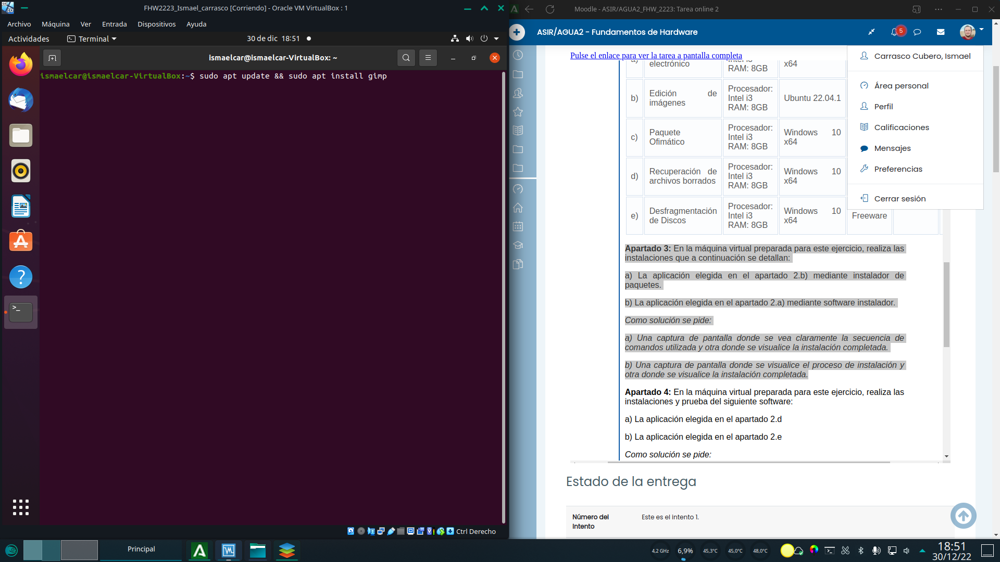 FHW2223_Ismael_carrasco [Corriendo] - Oracle VM VirtualBox : 1
Archivo Máquina Ver Entrada Dispositivos Ayuda
Actividades Terminal 30 de dic 18:51
ismaelcar@ismaelcar-VirtualBox: ~
ismaelcar@ismaelcar-VirtualBox:~$ sudo apt update && sudo apt install gimp
Ctrl Derecho
Moodle - ASIR/AGUA2_FHW_2223: Tarea online 2
ASIR/AGUA2 - Fundamentos de Hardware
5
Pulse el enlace para ver la tarea a pantalla completa
Carrasco Cubero, Ismael
Área personal
Perfil
Calificaciones
Mensajes
Preferencias
Cerrar sesión
electrónico
RAM: 8GB
x64
b)
Edición de
imágenes
Procesador:
Intel i3
RAM: 8GB
Ubuntu 22.04.1
c)
Paquete
Ofimático
Procesador:
Intel i3
RAM: 8GB
Windows 10
x64
d)
Recuperación de
archivos borrados
Procesador:
Intel i3
RAM: 8GB
Windows 10
x64
e)
Desfragmentación
de Discos
Procesador:
Intel i3
RAM: 8GB
Windows 10
x64
Freeware
Apartado 3: En la máquina virtual preparada para este ejercicio, realiza las
instalaciones que a continuación se detallan:
a) La aplicación elegida en el apartado 2.b) mediante instalador de
paquetes.
b) La aplicación elegida en el apartado 2.a) mediante software instalador.
Como solución se pide:
a) Una captura de pantalla donde se vea claramente la secuencia de
comandos utilizada y otra donde se visualice la instalación completada.
b) Una captura de pantalla donde se visualice el proceso de instalación y
otra donde se visualice la instalación completada.
Apartado 4: En la máquina virtual preparada para este ejercicio, realiza las
instalaciones y prueba del siguiente software:
a) La aplicación elegida en el apartado 2.d
b) La aplicación elegida en el apartado 2.e
Como solución se pide:
Estado de la entrega
Número del
Intento
Este es el intento 1.
Principal
4,2 GHz
6,9%
45,3°C
45,0°C
48,0°C
18:51
30/12/22